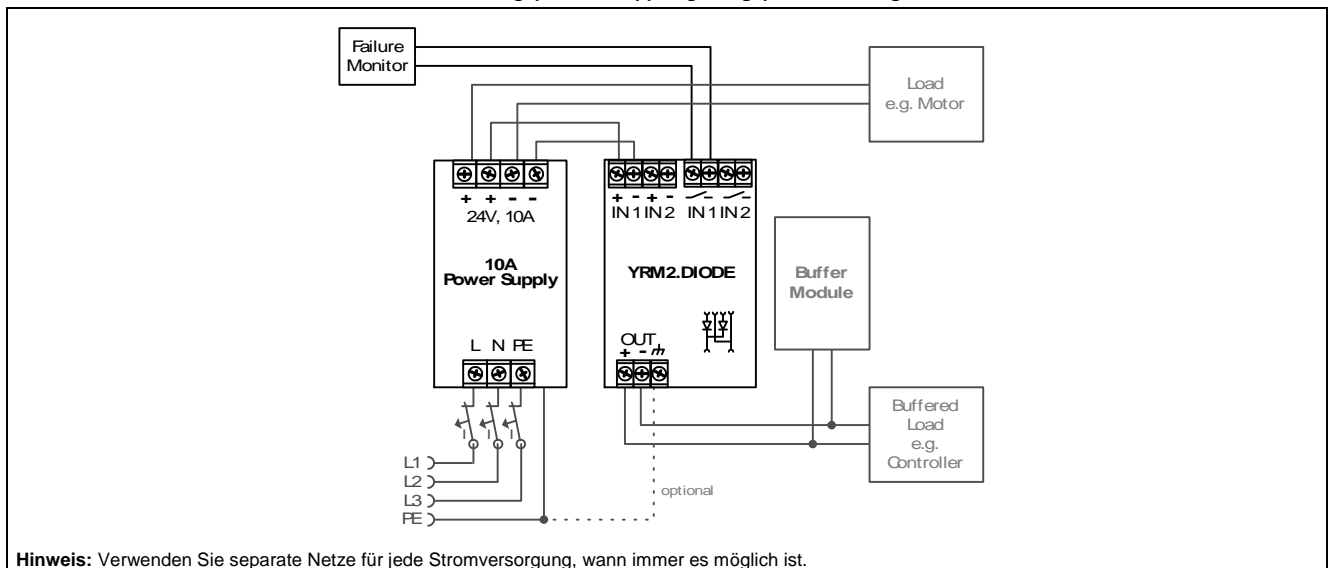 Failure
Monitor
Load
e.g. Motor
+ + - -
24V, 10A
10A
Power Supply
L N PE
+ - + -
IN 1 IN 2 IN 1 IN 2
YRM2.DIODE
OUT
+ -
Buffer
Module
Buffered
Load
e.g.
Controller
I I I
L1
L2
L3
PE
optional
Hinweis: Verwenden Sie separate Netze für jede Stromversorgung, wann immer es möglich ist.